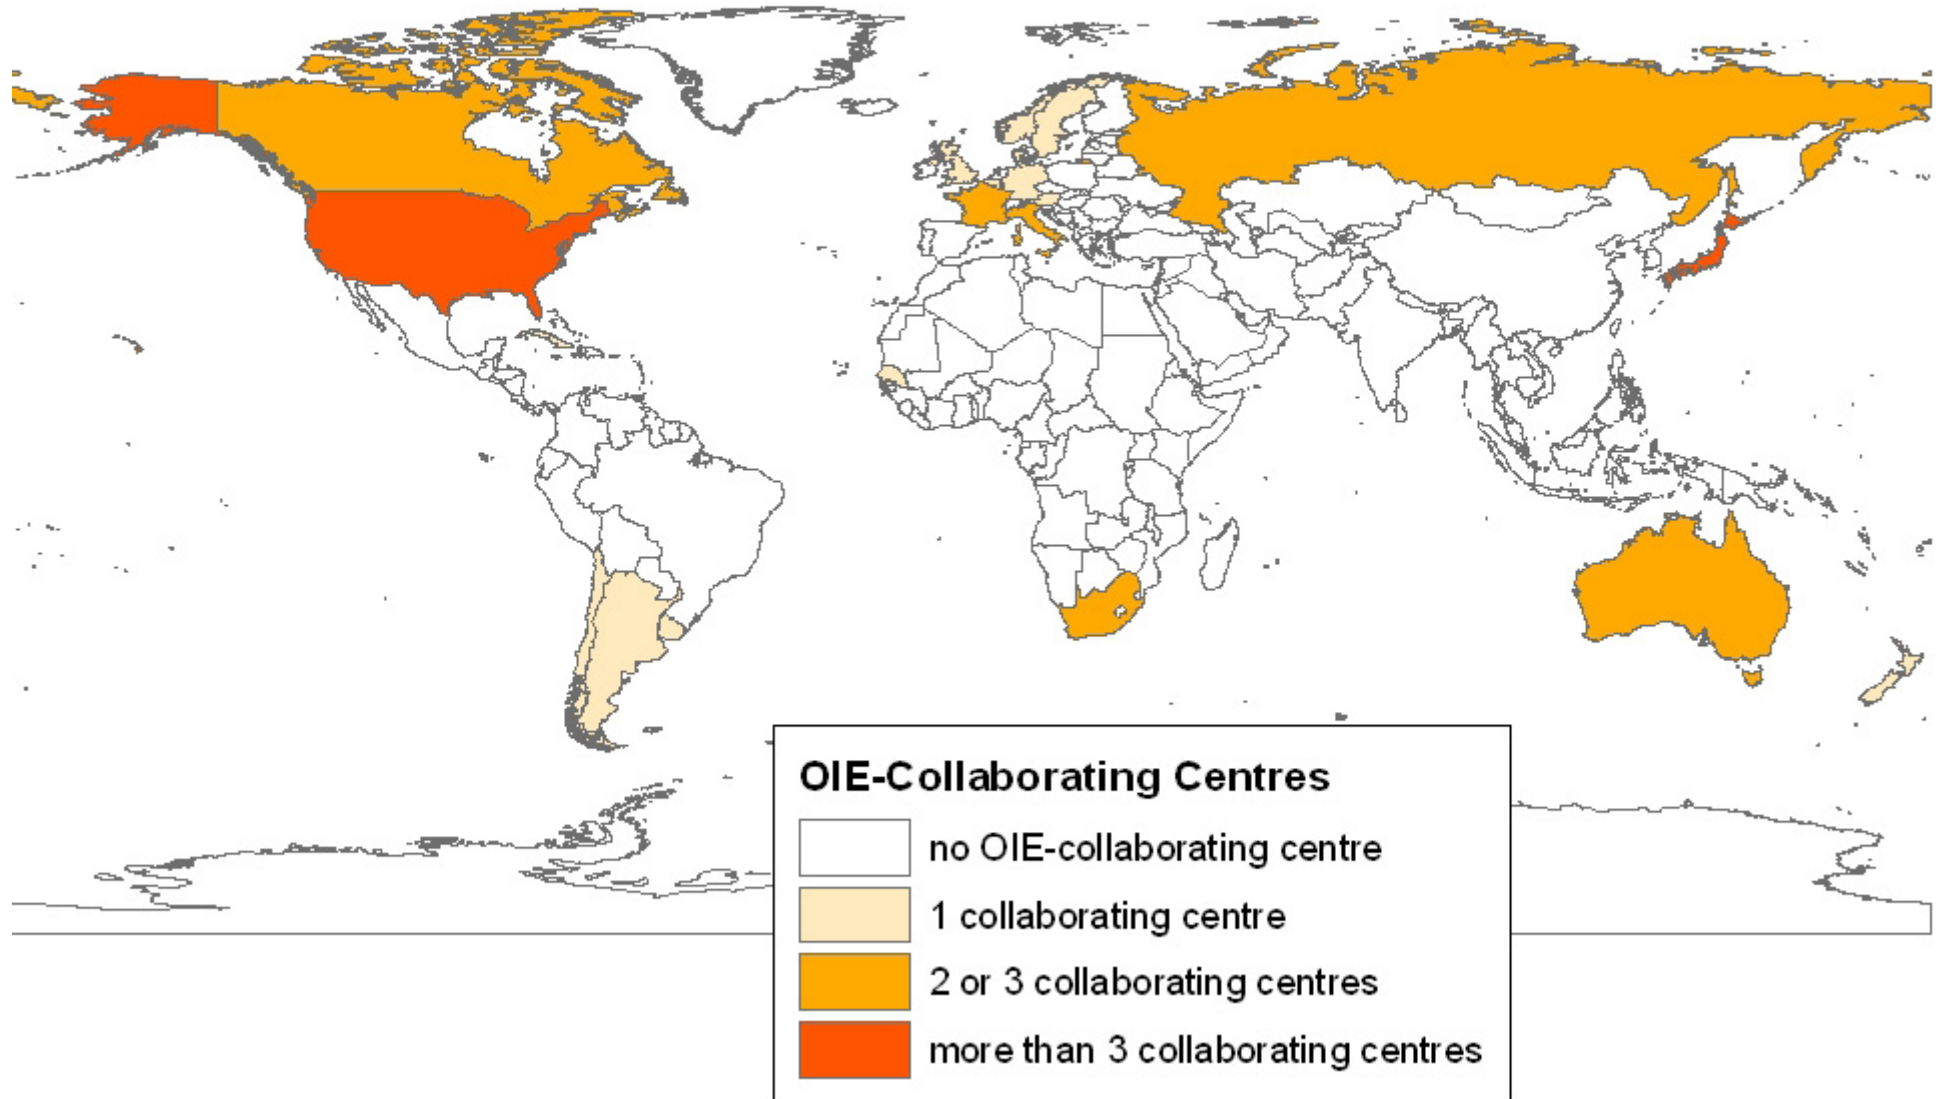 OIE-Collaborating Centres
no OIE-collaborating centre
1 collaborating centre
2 or 3 collaborating centres
more than 3 collaborating centres